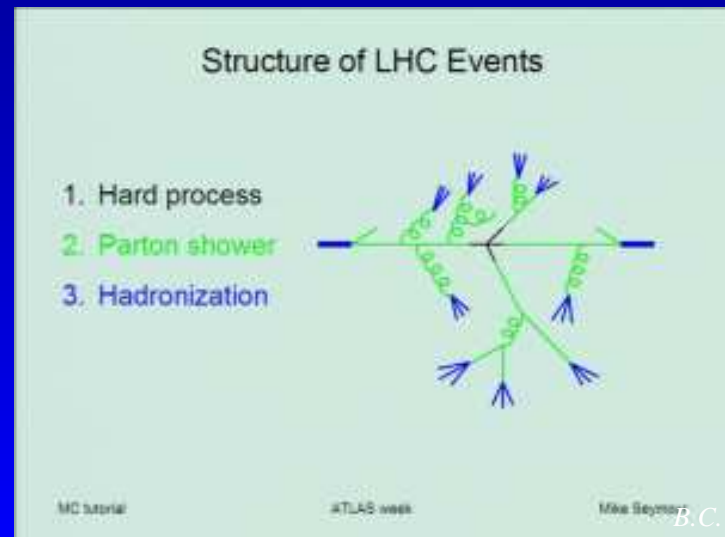 Structure of LHC Events
1. Hard process
2. Parton shower
3. Hadronization
MC tutorial
ATLAS week
Mike Seymour
B.C.